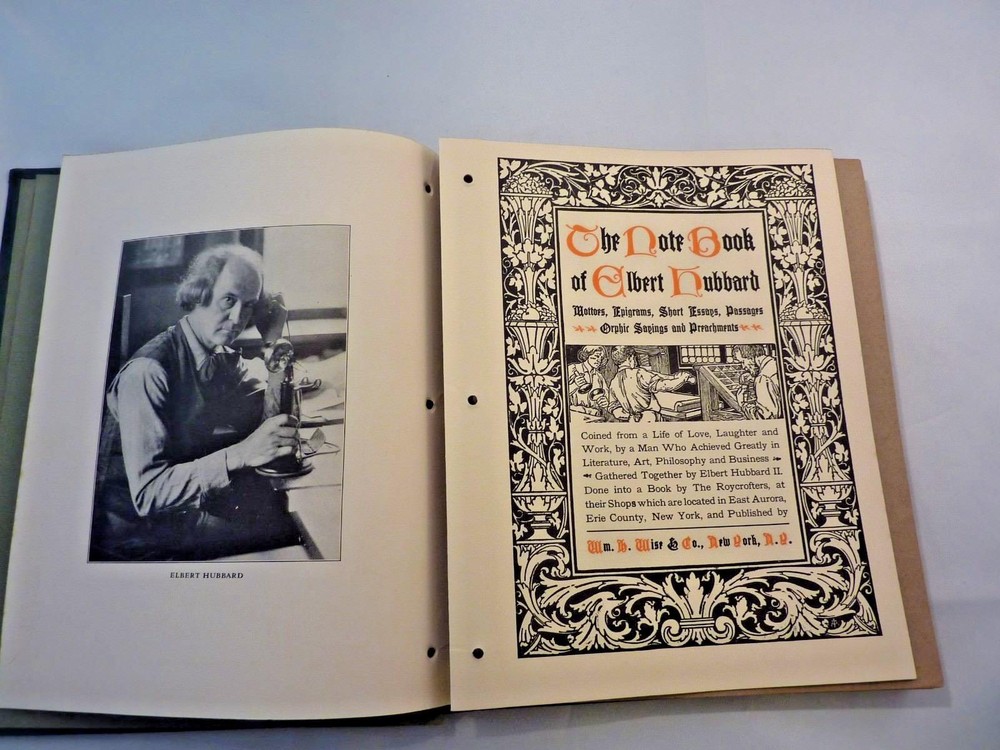 ELBERT HUBBARD
The Note Book
of Elbert Hubbard
Mottoes, Epigrams, Short Essays, Passages
Orphic Sayings and Preachments
Coined from a Life of Love, Laughter and
Work, by a Man Who Achieved Greatly in
Literature, Art, Philosophy and Business
Gathered Together by Elbert Hubbard II.
Done into a Book by The Roycrofters, at
their Shops which are located in East Aurora,
Erie County, New York, and Published by
Wm. H. Wise & Co., New York, N.Y.